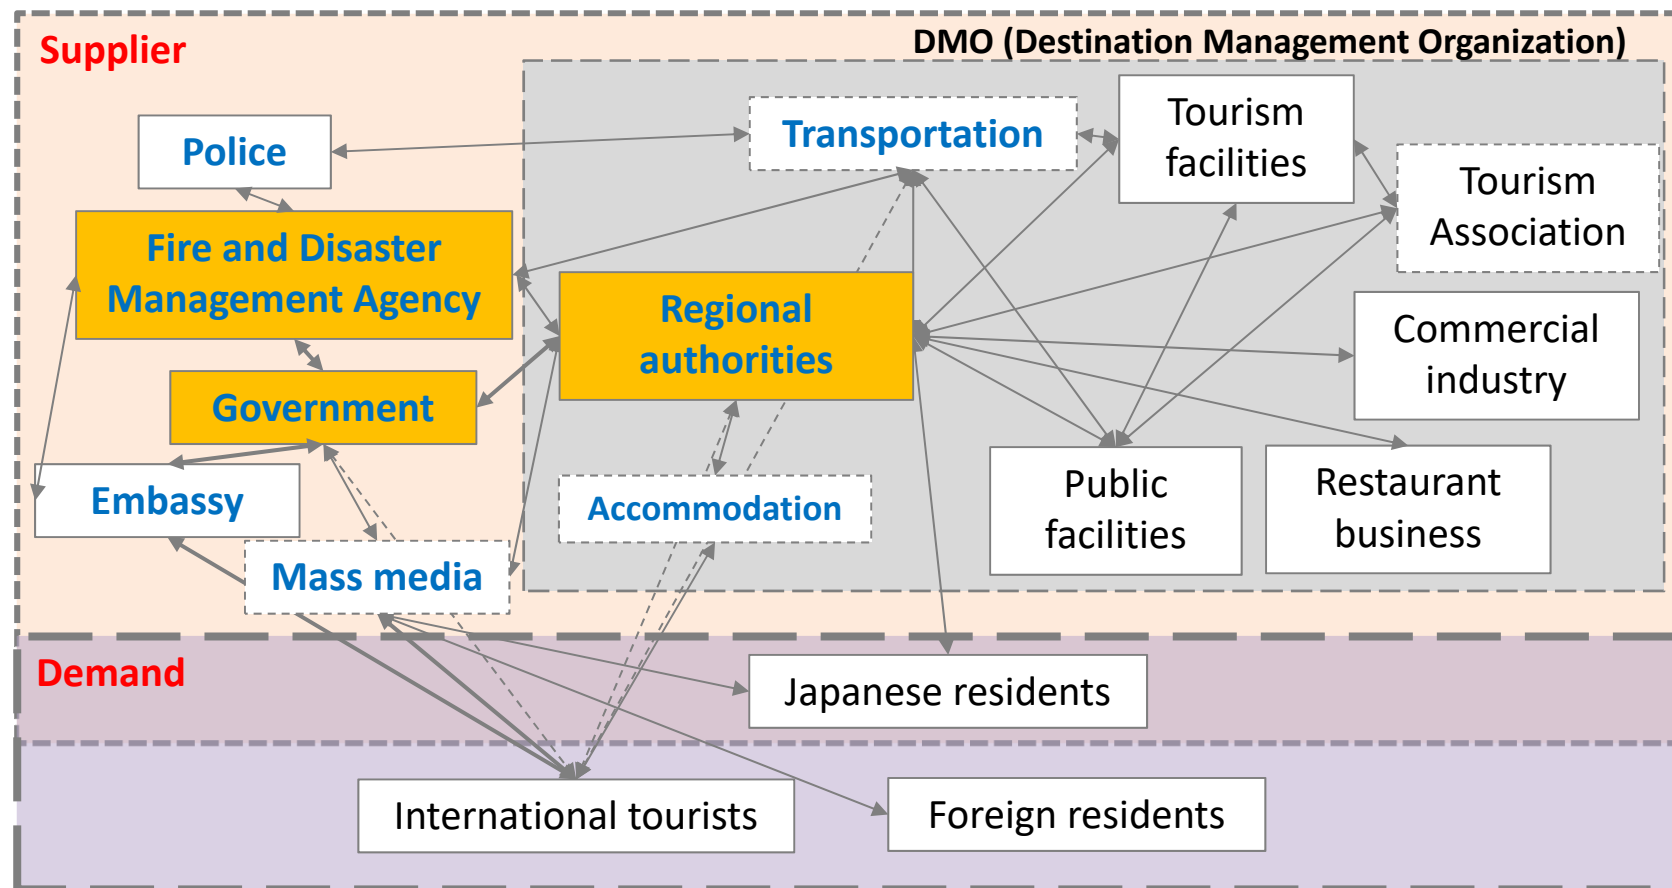 Supplier
DMO (Destination Management Organization)
Police
Transportation
Tourism
facilities
Tourism
Association
Fire and Disaster
Management Agency
Regional
authorities
Commercial
industry
Government
Embassy
Accommodation
Public
facilities
Restaurant
business
Mass media
Demand
Japanese residents
International tourists
Foreign residents